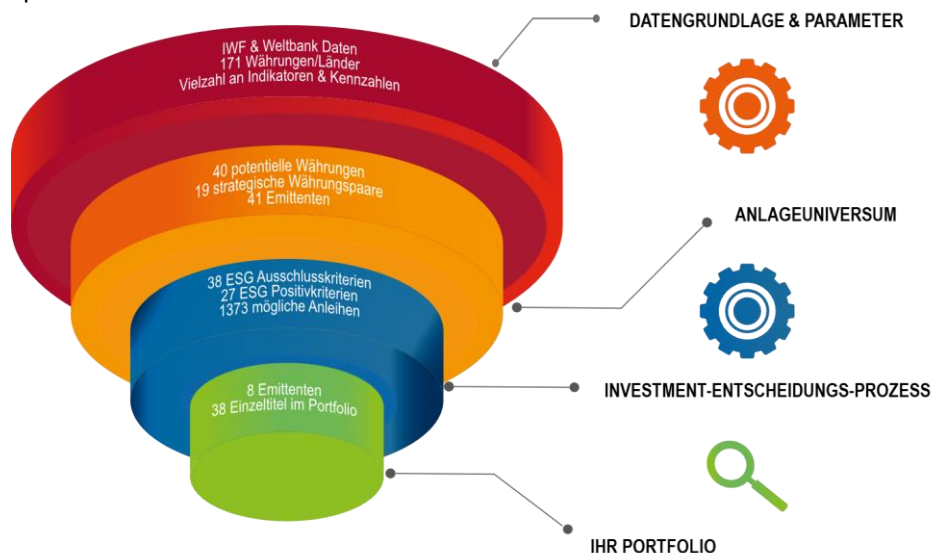 DATENGRUNDLAGE & PARAMETER
IWF & Weltbank Daten
171 Währungen/Länder
Vielzahl an Indikatoren & Kennzahlen
40 potentielle Währungen
19 strategische Währungspaare
41 Emittenten
ANLAGEUNIVERSUM
38 ESG Ausschlusskriterien
27 ESG Positivkriterien
1373 mögliche Anleihen
INVESTMENT-ENTSCHEIDUNGS-PROZESS
8 Emittenten
38 Einzeltitel im Portfolio
IHR PORTFOLIO